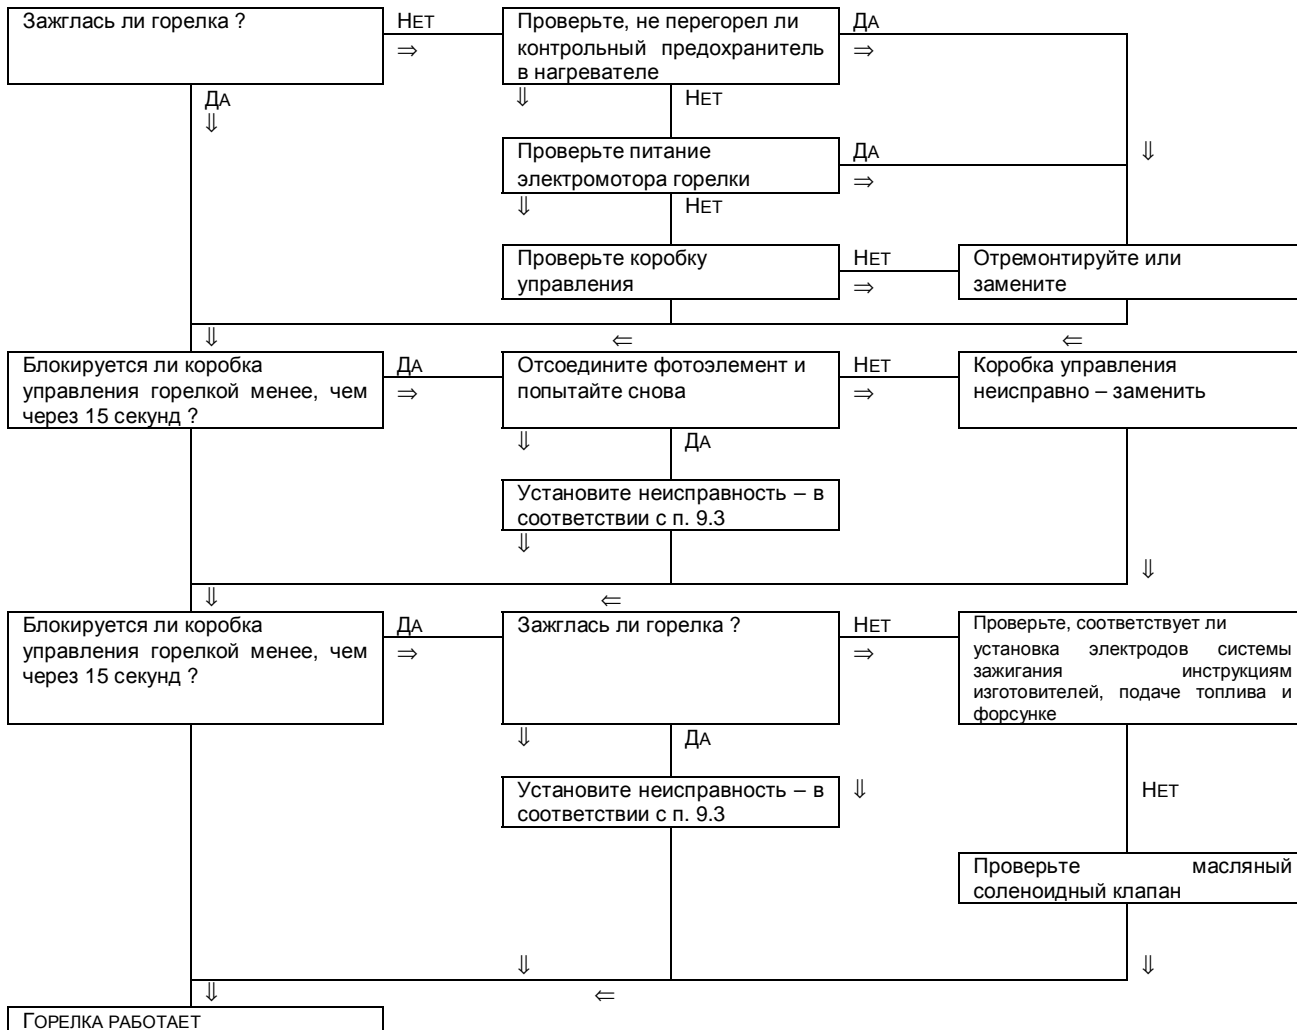 Зажглась ли горелка ?
НЕТ
⇒
Проверьте, не перегорел ли
контрольный предохранитель
в нагревателе
ДА
⇒
ДА
⇓
⇓
НЕТ
Проверьте питание
электромотора горелки
ДА
⇒
⇓
⇓
НЕТ
Проверьте коробку
управления
НЕТ
⇒
Отремонтируйте или
замените
⇓
⇐
⇐
Блокируется ли коробка
управления горелкой менее, чем
через 15 секунд ?
ДА
⇒
Отсоедините фотоэлемент и
попытайте снова
НЕТ
⇒
Коробка управления
неисправно – заменить
⇓
ДА
Установите неисправность – в
соответствии с п. 9.3
⇓
⇓
⇓
⇐
Блокируется ли коробка
управления горелкой менее, чем
через 15 секунд ?
ДА
⇒
Зажглась ли горелка ?
НЕТ
⇒
Проверьте, соответствует ли
установка электродов системы
зажигания инструкциям
изготовителей, подаче топлива и
форсунке
⇓
ДА
Установите неисправность – в
соответствии с п. 9.3
⇓
НЕТ
Проверьте масляный
соленоидный клапан
⇓
⇓
⇓
⇐
ГОРЕЛКА РАБОТАЕТ